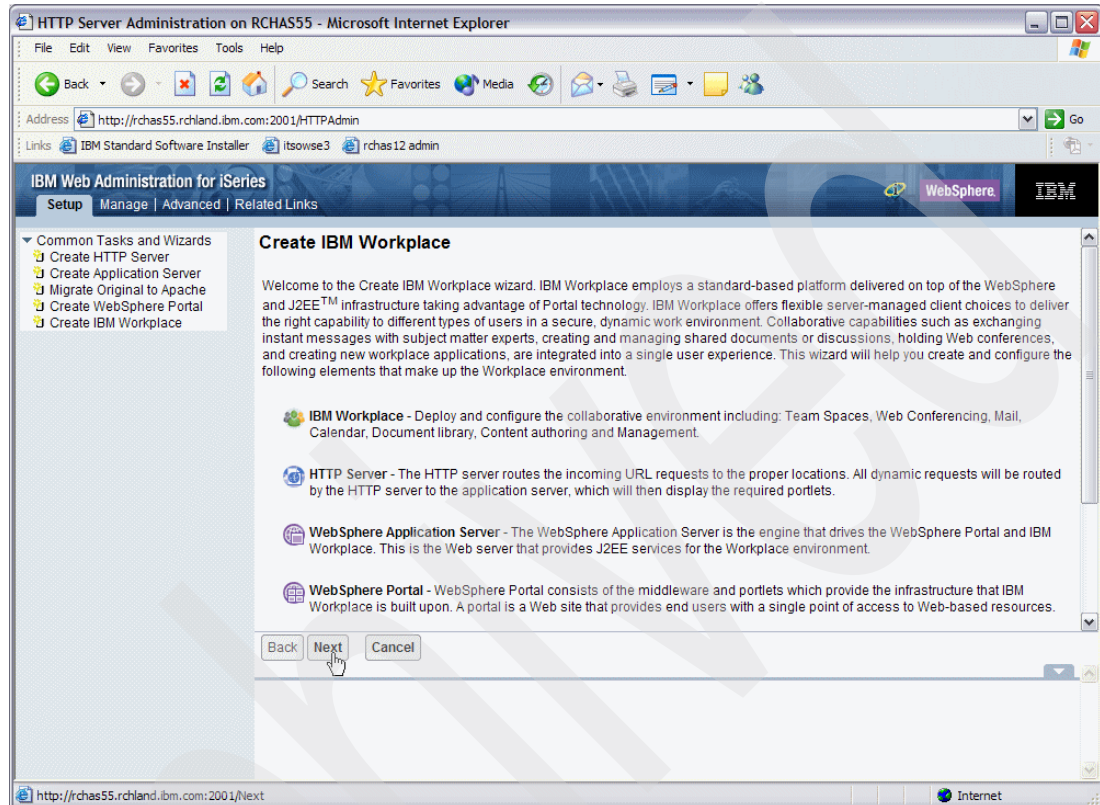 HTTP Server Administration on RCHAS55 - Microsoft Internet Explorer
File Edit View Favorites Tools Help
Back Search Favorites Media
Address http://rchas55.rchland.ibm.com:2001/HTTPAdmin Go
Links IBM Standard Software Installer itsowse3 rchas12 admin
IBM Web Administration for iSeries
WebSphere. IBM
Setup Manage | Advanced | Related Links
Common Tasks and Wizards
Create HTTP Server
Create Application Server
Migrate Original to Apache
Create WebSphere Portal
Create IBM Workplace
Create IBM Workplace
Welcome to the Create IBM Workplace wizard. IBM Workplace employs a standard-based platform delivered on top of the WebSphere
and J2EE™ infrastructure taking advantage of Portal technology. IBM Workplace offers flexible server-managed client choices to deliver
the right capability to different types of users in a secure, dynamic work environment. Collaborative capabilities such as exchanging
instant messages with subject matter experts, creating and managing shared documents or discussions, holding Web conferences,
and creating new workplace applications, are integrated into a single user experience. This wizard will help you create and configure the
following elements that make up the Workplace environment.
IBM Workplace - Deploy and configure the collaborative environment including: Team Spaces, Web Conferencing, Mail,
Calendar, Document library, Content authoring and Management.
HTTP Server - The HTTP server routes the incoming URL requests to the proper locations. All dynamic requests will be routed
by the HTTP server to the application server, which will then display the required portlets.
WebSphere Application Server - The WebSphere Application Server is the engine that drives the WebSphere Portal and IBM
Workplace. This is the Web server that provides J2EE services for the Workplace environment.
WebSphere Portal - WebSphere Portal consists of the middleware and portlets which provide the infrastructure that IBM
Workplace is built upon. A portal is a Web site that provides end users with a single point of access to Web-based resources.
Back Next Cancel
http://rchas55.rchland.ibm.com:2001/Next Internet